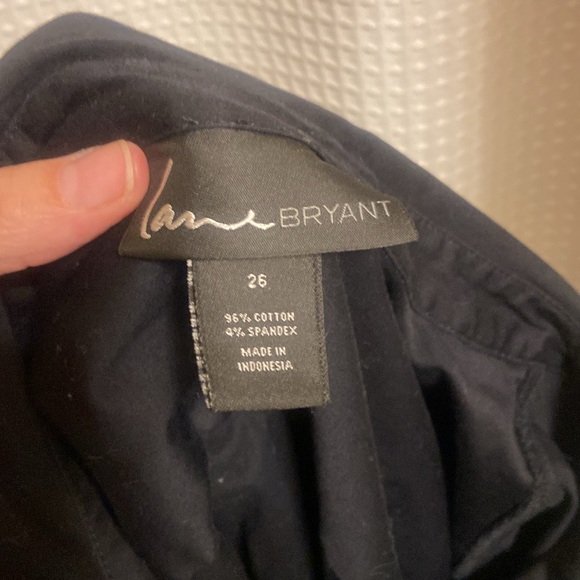 Lane BRYANT
26
96% COTTON
4% SPANDEX
MADE IN
INDONESIA